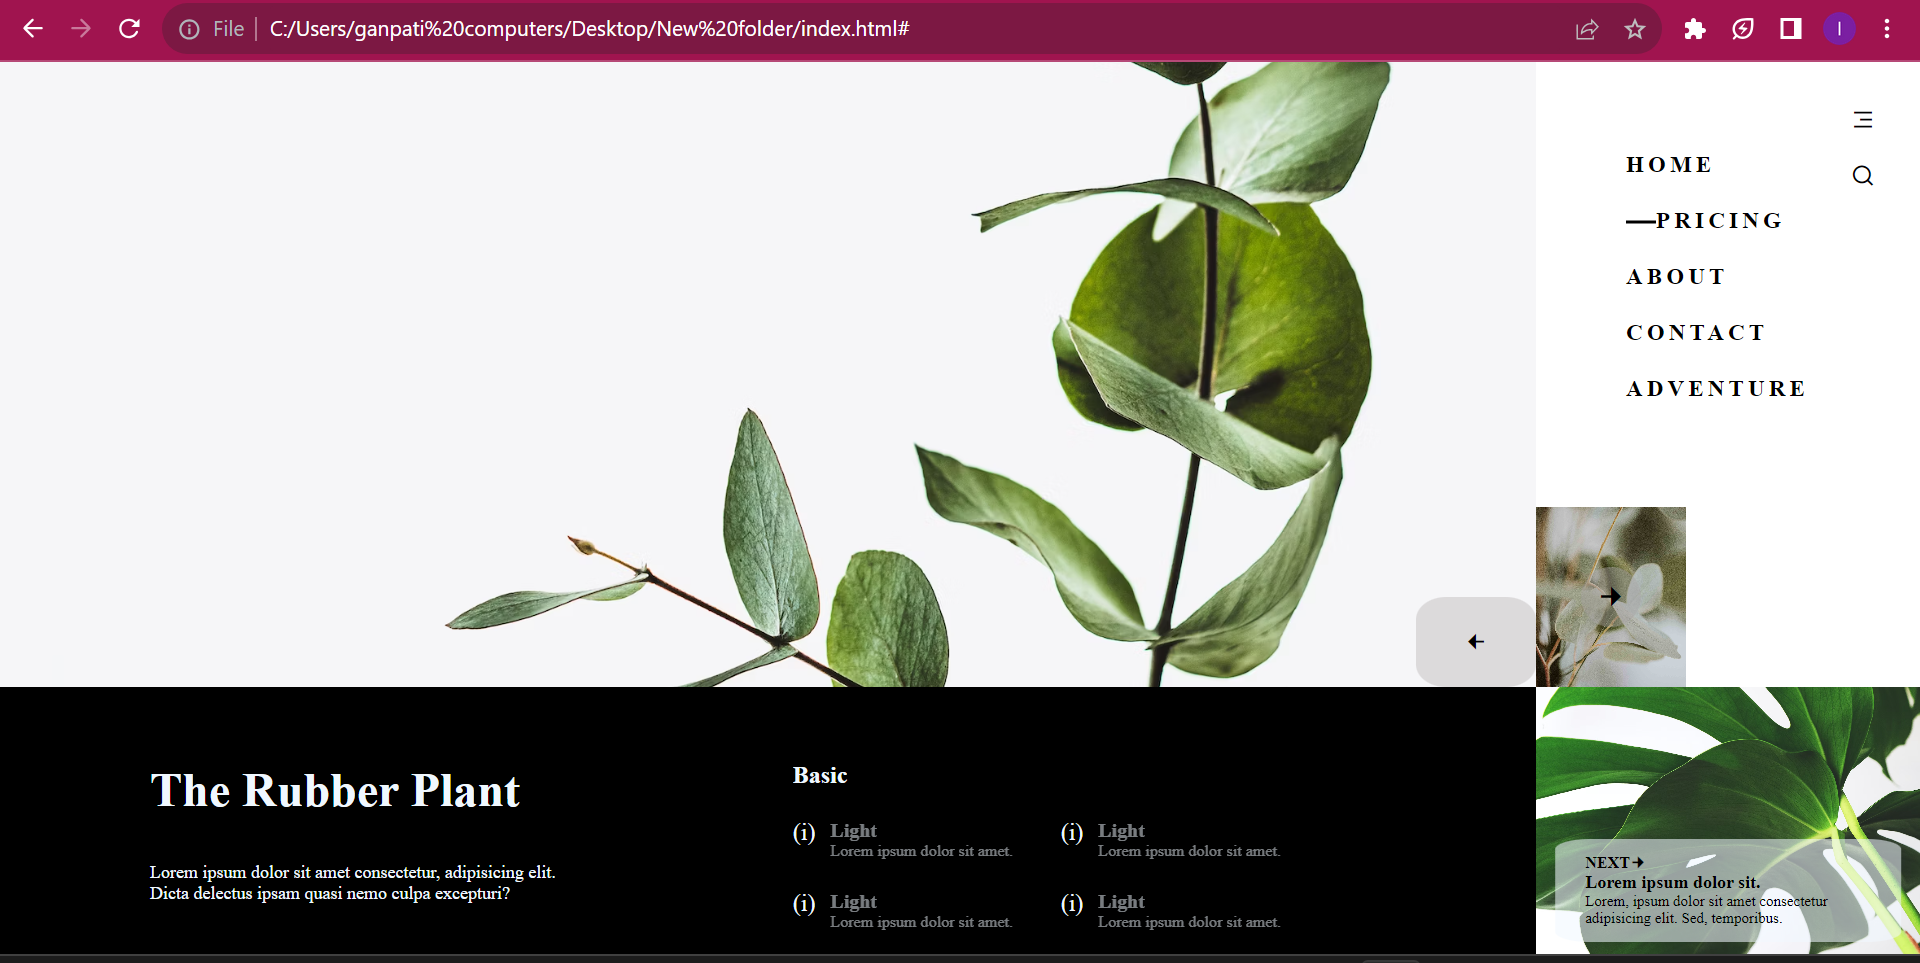 File
C:/Users/ganpati%20computers/Desktop/New%20folder/index.html#
I
HOME
PRICING
ABOUT
CONTACT
ADVENTURE
The Rubber Plant
Lorem ipsum dolor sit amet consectetur, adipisicing elit.
Dicta delectus ipsam quasi nemo culpa excepturi?
Basic
(i) Light
Lorem ipsum dolor sit amet.
(i) Light
Lorem ipsum dolor sit amet.
(i) Light
Lorem ipsum dolor sit amet.
(i) Light
Lorem ipsum dolor sit amet.
NEXT
Lorem ipsum dolor sit.
Lorem, ipsum dolor sit amet consectetur
adipisicing elit. Sed, temporibus.